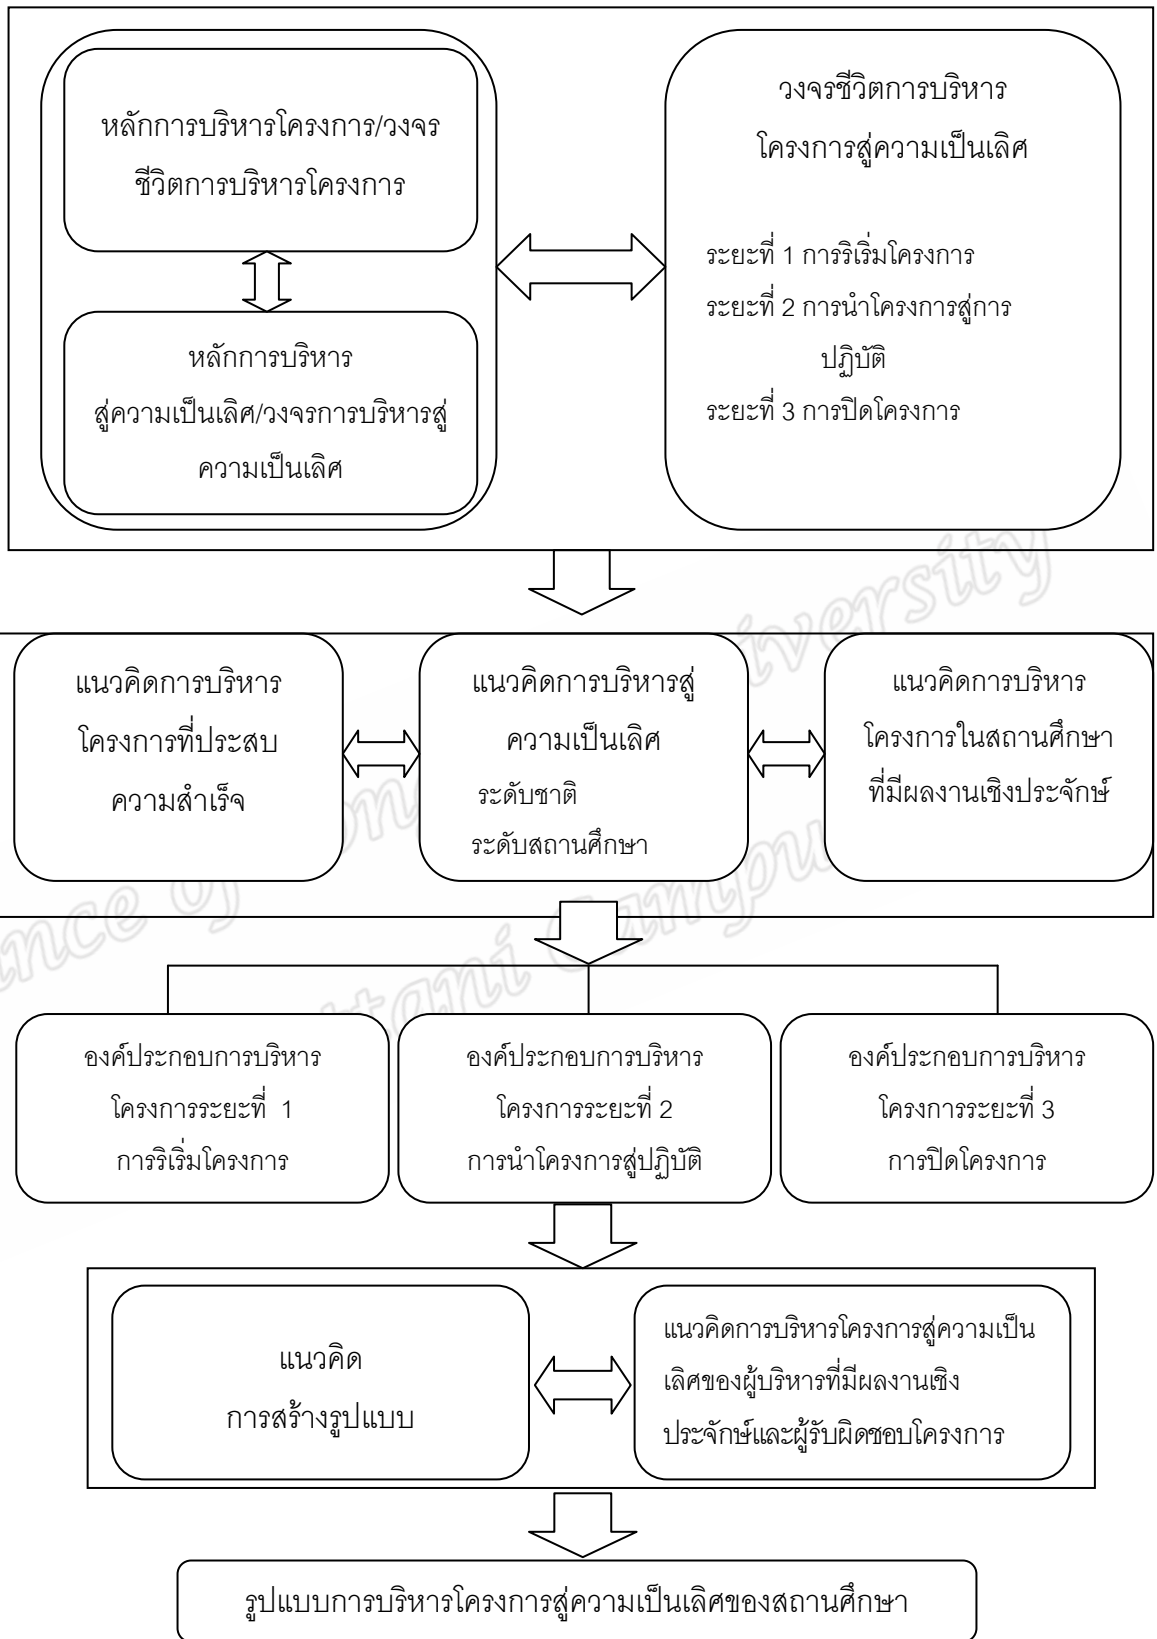 หลักการบริหารโครงการ/วงจร
ชีวิตการบริหารโครงการ
หลักการบริหาร
สู่ความเป็นเลิศ/วงจรการบริหารสู่
ความเป็นเลิศ
วงจรชีวิตการบริหาร
โครงการสู่ความเป็นเลิศ
ระยะที่ 1 การริเริ่มโครงการ
ระยะที่ 2 การนำโครงการสู่การ
ปฏิบัติ
ระยะที่ 3 การปิดโครงการ
แนวคิดการบริหาร
โครงการที่ประสบ
ความสำเร็จ
แนวคิดการบริหารสู่
ความเป็นเลิศ
ระดับชาติ
ระดับสถานศึกษา
แนวคิดการบริหาร
โครงการในสถานศึกษา
ที่มีผลงานเชิงประจักษ์
องค์ประกอบการบริหาร
โครงการระยะที่ 1
การริเริ่มโครงการ
องค์ประกอบการบริหาร
โครงการระยะที่ 2
การนำโครงการสู่ปฏิบัติ
องค์ประกอบการบริหาร
โครงการระยะที่ 3
การปิดโครงการ
แนวคิด
การสร้างรูปแบบ
แนวคิดการบริหารโครงการสู่ความเป็น
เลิศของผู้บริหารที่มีผลงานเชิง
ประจักษ์และผู้รับผิดชอบโครงการ
รูปแบบการบริหารโครงการสู่ความเป็นเลิศของสถานศึกษา